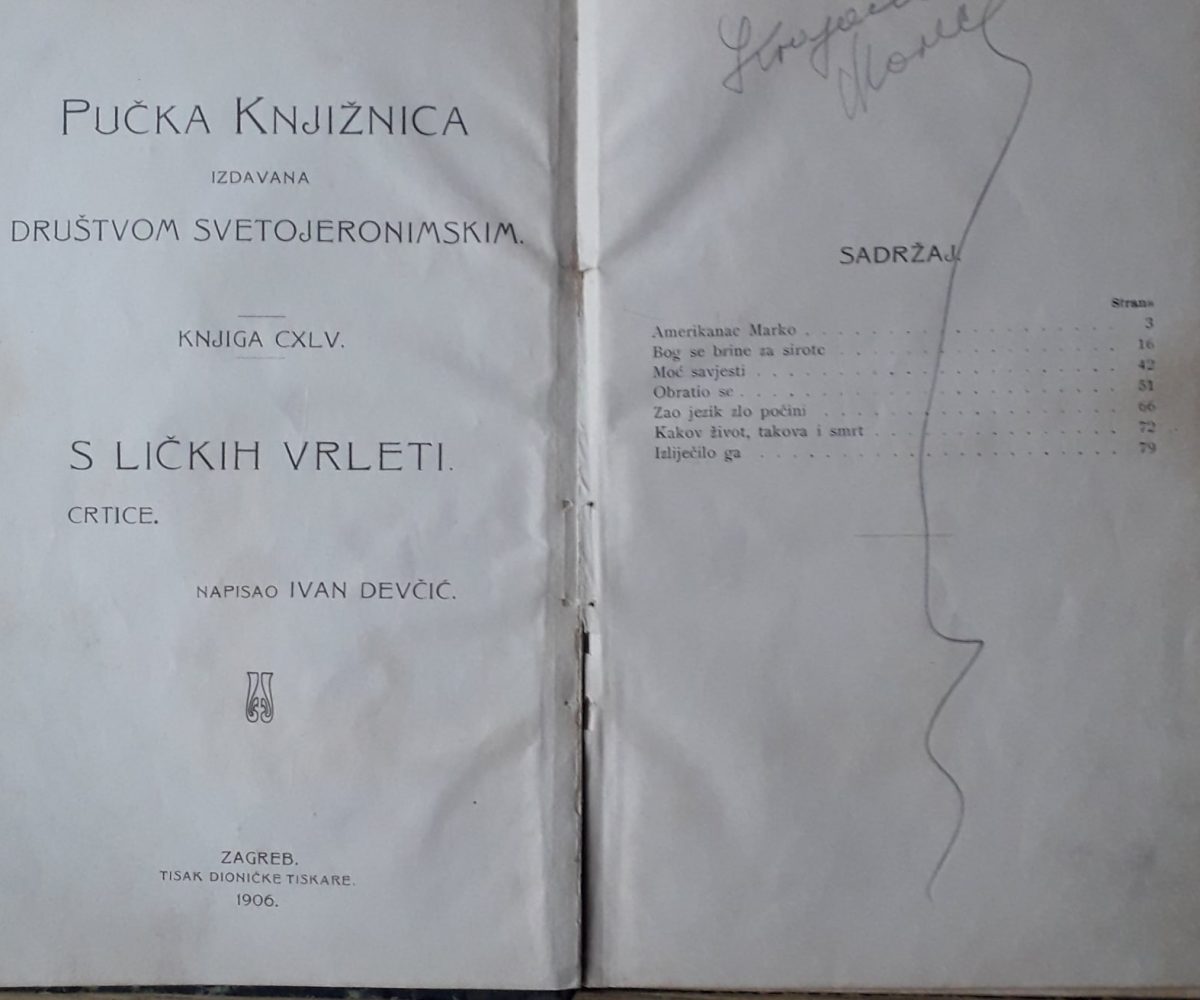 PUČKA KNJIŽNICA
IZDAVANA
DRUŠTVOM SVETOJERONIMSKIM.
KNJIGA CXLV.
S LIČKIH VRLETI.
CRTICE.
NAPISAO IVAN DEVČIĆ.
ZAGREB.
TISAK DIONIČKE TISKARE.
1906.
SADRŽAJ.
Strana
Amerikanac Marko . . . . . . . . . . . . . . . . . 3
Bog se brine za sirote . . . . . . . . . . . . . . . 16
Moć savjesti . . . . . . . . . . . . . . . . . . . 42
Obratio se . . . . . . . . . . . . . . . . . . . . 51
Zao jezik zlo počini . . . . . . . . . . . . . . . . 66
Kakov život, takova i smrt . . . . . . . . . . . . . 72
Izliječilo ga . . . . . . . . . . . . . . . . . . . 79